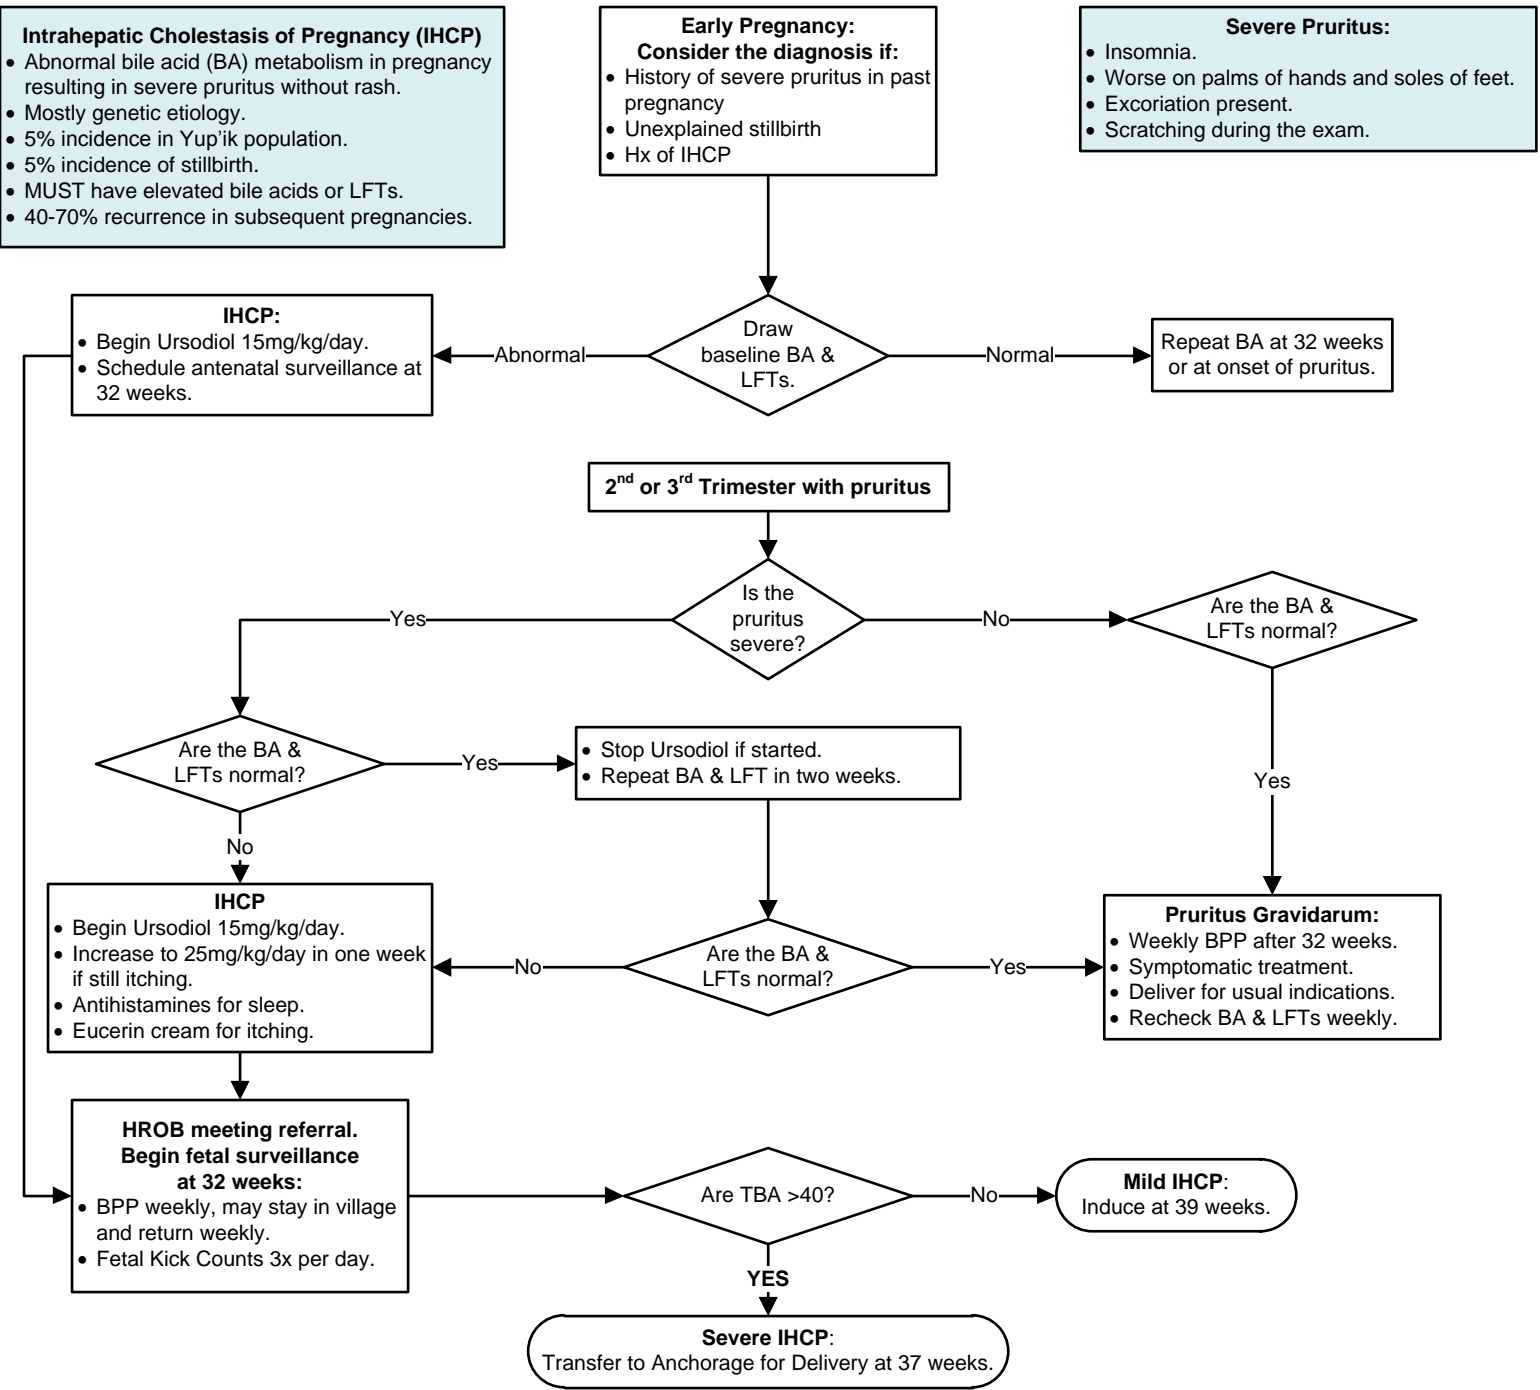 Intrahepatic Cholestasis of Pregnancy (IHCP)
• Abnormal bile acid (BA) metabolism in pregnancy
resulting in severe pruritus without rash.
• Mostly genetic etiology.
• 5% incidence in Yup’ik population.
• 5% incidence of stillbirth.
• MUST have elevated bile acids or LFTs.
• 40-70% recurrence in subsequent pregnancies.
Early Pregnancy:
Consider the diagnosis if:
• History of severe pruritus in past
pregnancy
• Unexplained stillbirth
• Hx of IHCP
Severe Pruritus:
• Insomnia.
• Worse on palms of hands and soles of feet.
• Excoriation present.
• Scratching during the exam.
IHCP:
• Begin Ursodiol 15mg/kg/day.
• Schedule antenatal surveillance at
32 weeks.
Abnormal
Draw
baseline BA &
LFTs.
Normal
Repeat BA at 32 weeks
or at onset of pruritus.
2nd or 3rd Trimester with pruritus
Is the
pruritus
severe?
Yes
No
Are the BA &
LFTs normal?
Are the BA &
LFTs normal?
Yes
• Stop Ursodiol if started.
• Repeat BA & LFT in two weeks.
Yes
No
IHCP
• Begin Ursodiol 15mg/kg/day.
• Increase to 25mg/kg/day in one week
if still itching.
• Antihistamines for sleep.
• Eucerin cream for itching.
No
Are the BA &
LFTs normal?
Yes
Pruritus Gravidarum:
• Weekly BPP after 32 weeks.
• Symptomatic treatment.
• Deliver for usual indications.
• Recheck BA & LFTs weekly.
HROB meeting referral.
Begin fetal surveillance
at 32 weeks:
• BPP weekly, may stay in village
and return weekly.
• Fetal Kick Counts 3x per day.
Are TBA >40?
No
Mild IHCP:
Induce at 39 weeks.
YES
Severe IHCP:
Transfer to Anchorage for Delivery at 37 weeks.